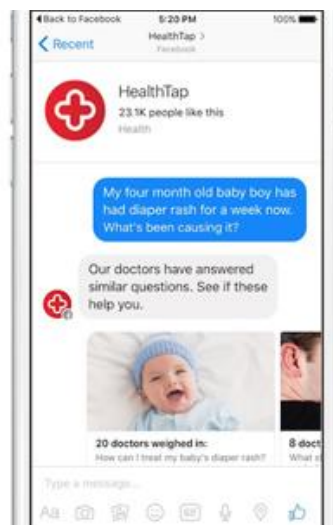 Back to Facebook 5:20 PM 100%
Recent
HealthTap >
Facebook
HealthTap
23.1K people like this
Health
My four month old baby boy has
had diaper rash for a week now.
What's been causing it?
Our doctors have answered
similar questions. See if these
help you.
20 doctors weighed in:
How can I treat my baby's diaper rash?
8 doct
What
Type a message...
Aa
GIF